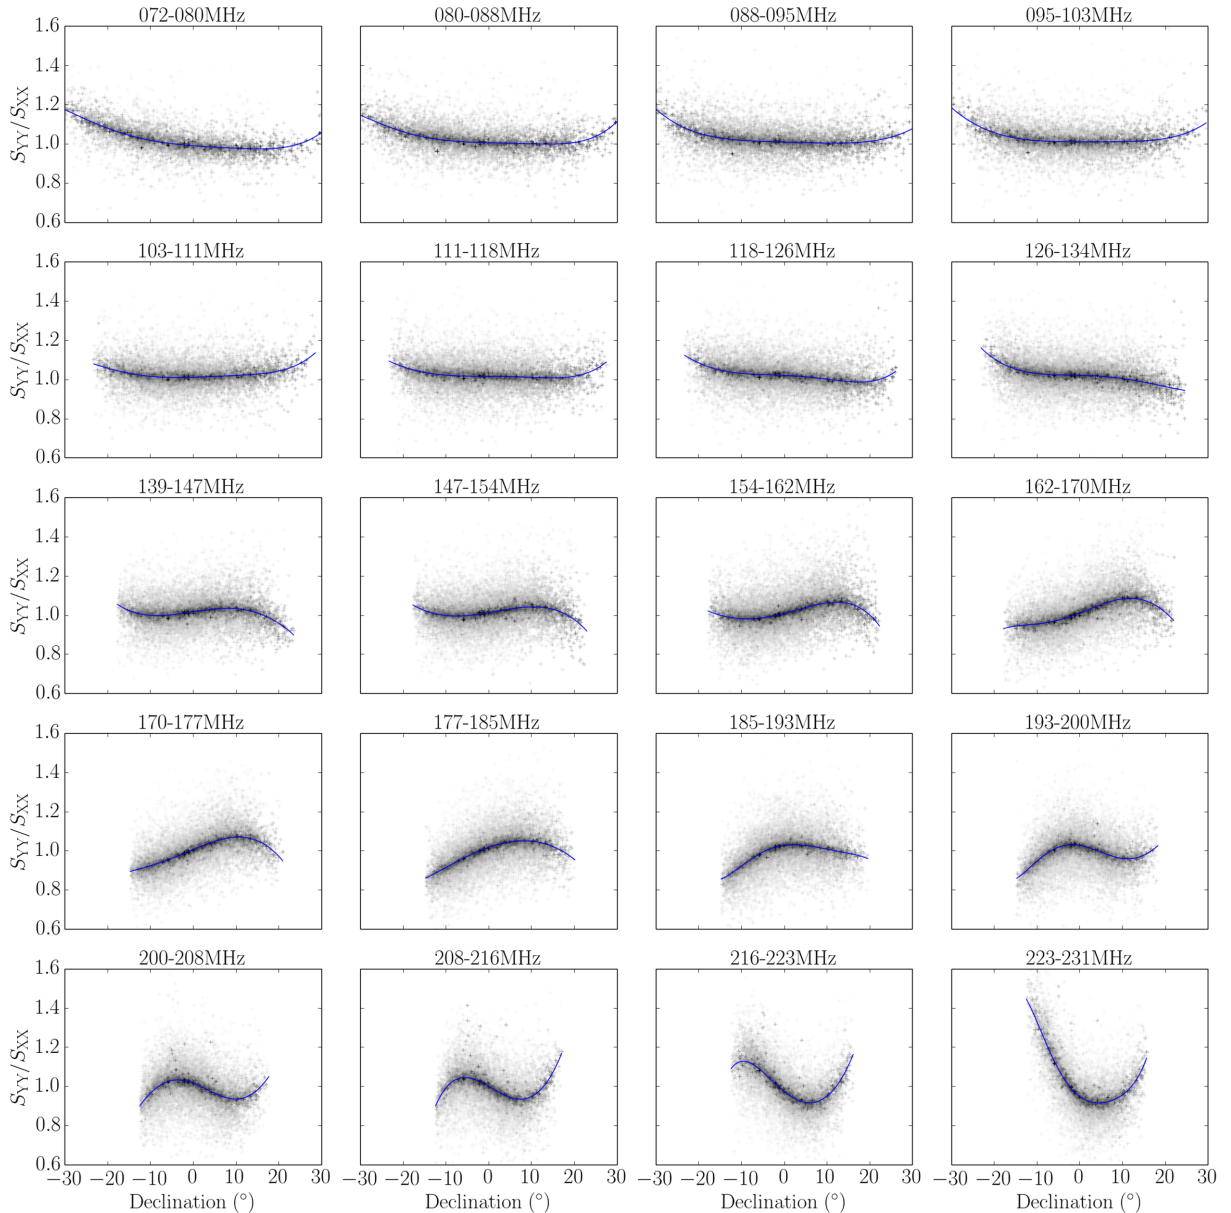 072-080MHz 080-088MHz 088-095MHz 095-103MHz
1.6
1.4
1.2
1.0
0.8
0.6
S_YY/S_XX
103-111MHz 111-118MHz 118-126MHz 126-134MHz
1.6
1.4
1.2
1.0
0.8
0.6
S_YY/S_XX
139-147MHz 147-154MHz 154-162MHz 162-170MHz
1.6
1.4
1.2
1.0
0.8
0.6
S_YY/S_XX
170-177MHz 177-185MHz 185-193MHz 193-200MHz
1.6
1.4
1.2
1.0
0.8
0.6
S_YY/S_XX
200-208MHz 208-216MHz 216-223MHz 223-231MHz
1.6
1.4
1.2
1.0
0.8
0.6
S_YY/S_XX
−30 −20 −10 0 10 20 30 −30 −20 −10 0 10 20 30 −30 −20 −10 0 10 20 30 −30 −20 −10 0 10 20 30
Declination (°) Declination (°) Declination (°) Declination (°)